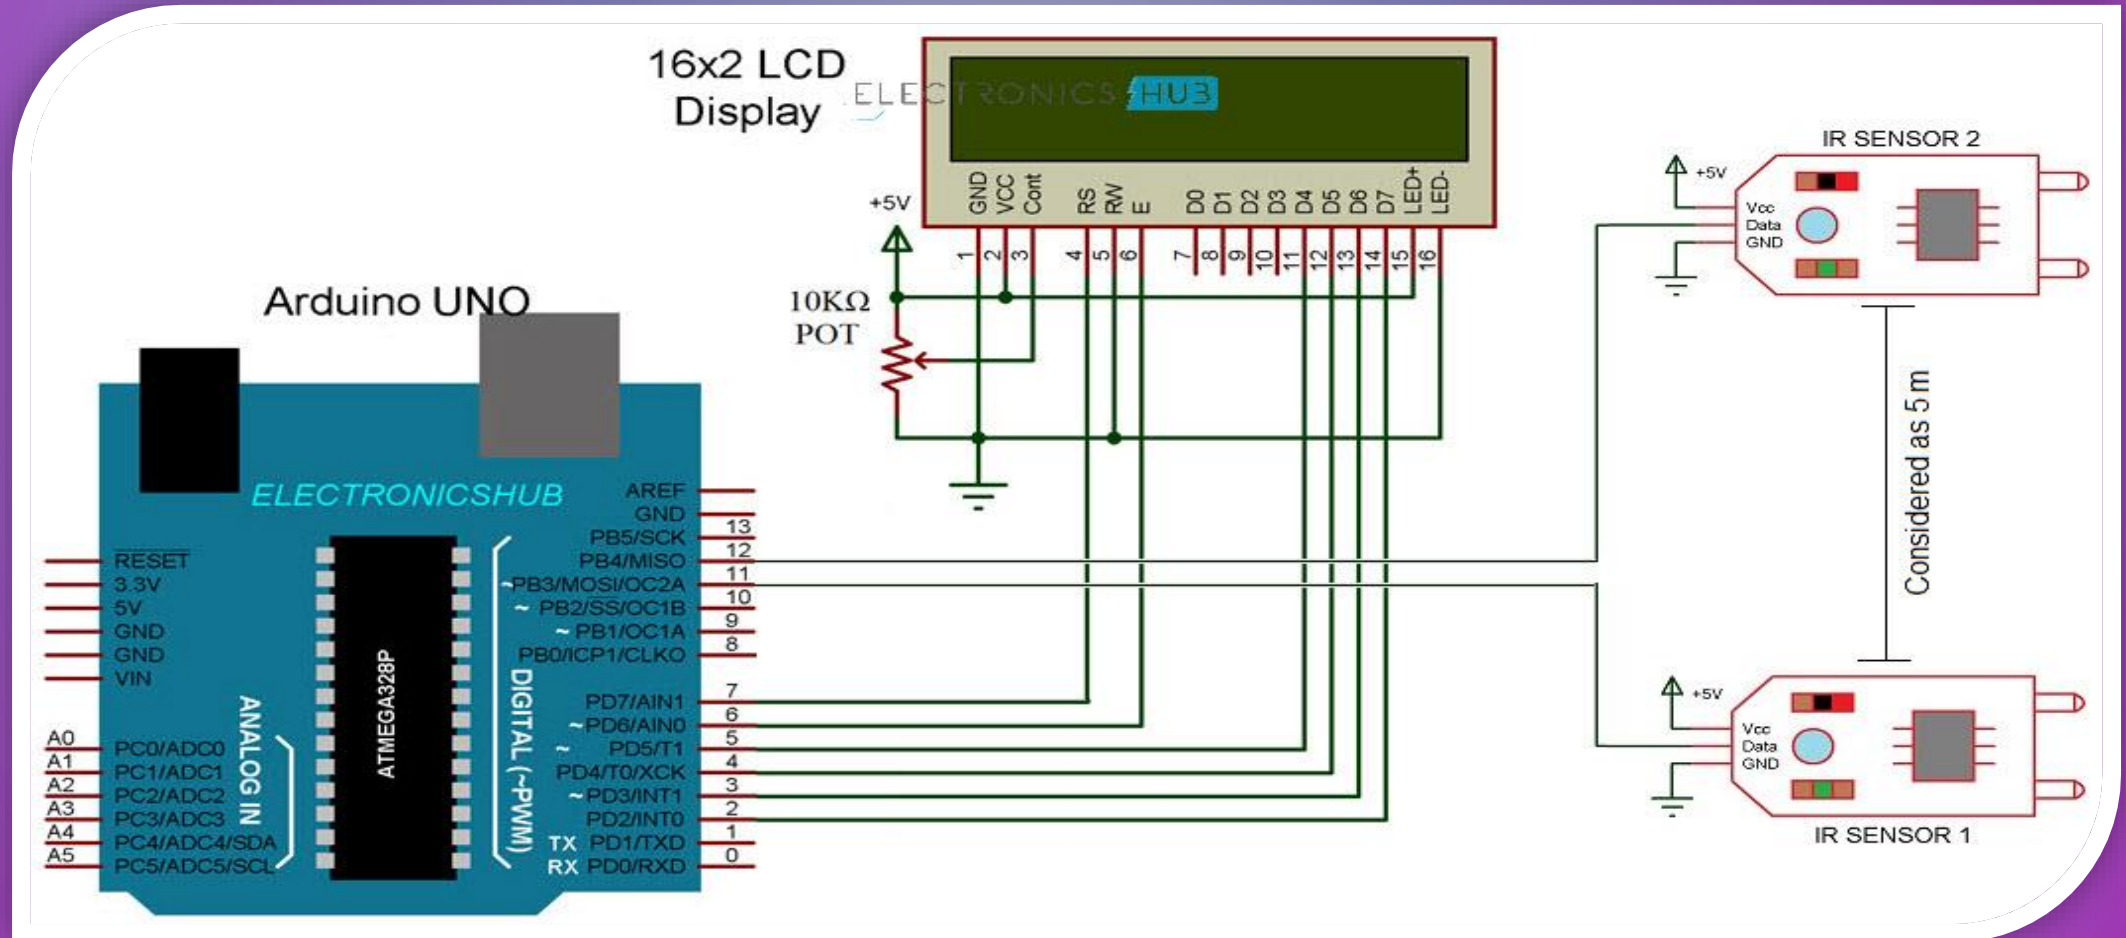 16x2 LCD
Display
ELECTRONICS HUB
+5V
GND
VCC
Cont
RS
RW
E
D0
D1
D2
D3
D4
D5
D6
D7
LED+
LED-
1
2
3
4
5
6
7
8
9
10
11
12
13
14
15
16
10KΩ
POT
Arduino UNO
ELECTRONICSHUB
ATMEGA328P
ANALOG IN
DIGITAL (~PWM)
RESET
3.3V
5V
GND
GND
VIN
A0 PC0/ADC0
A1 PC1/ADC1
A2 PC2/ADC2
A3 PC3/ADC3
A4 PC4/ADC4/SDA
A5 PC5/ADC5/SCL
AREF
GND
PB5/SCK 13
PB4/MISO 12
~PB3/MOSI/OC2A 11
~ PB2/SS/OC1B 10
~ PB1/OC1A 9
PB0/ICP1/CLKO 8
PD7/AIN1 7
~PD6/AIN0 6
~ PD5/T1 5
PD4/T0/XCK 4
~PD3/INT1 3
PD2/INT0 2
TX PD1/TXD 1
RX PD0/RXD 0
IR SENSOR 2
+5V
Vcc
Data
GND
Considered as 5 m
+5V
Vcc
Data
GND
IR SENSOR 1